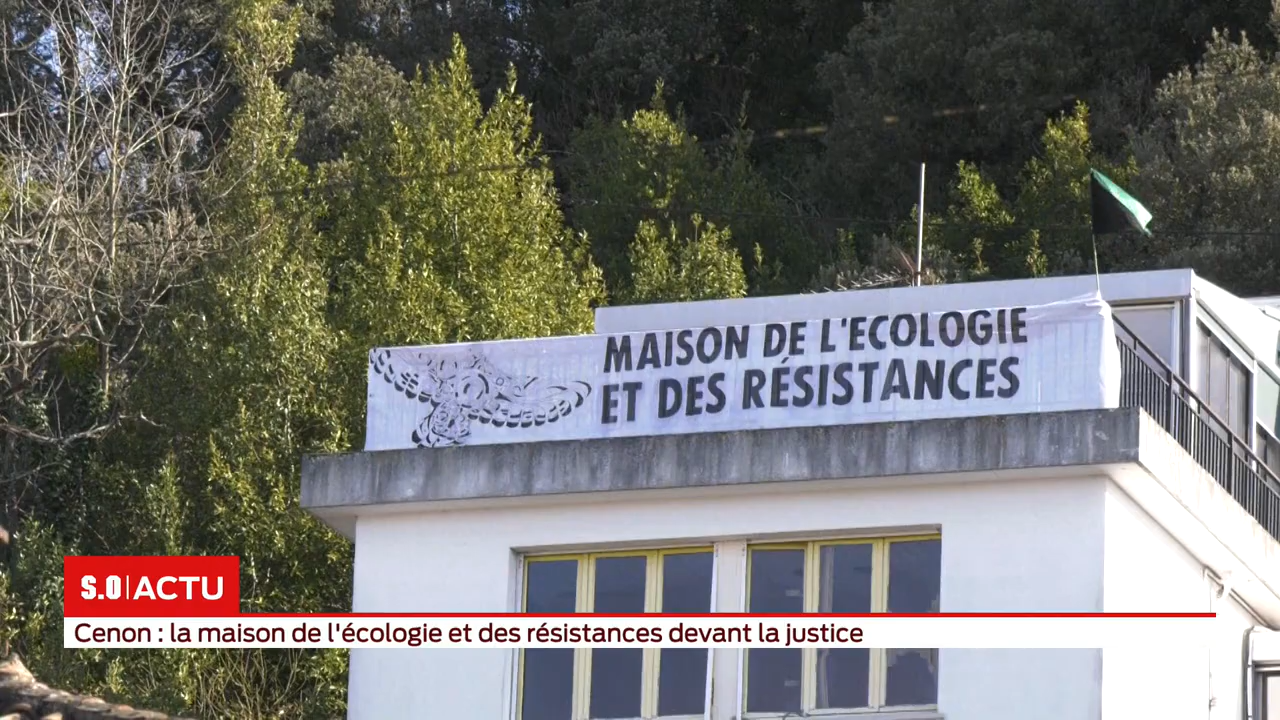 MAISON DE L'ECOLOGIE
ET DES RÉSISTANCES
S.O|ACTU
Cenon : la maison de l'écologie et des résistances devant la justice